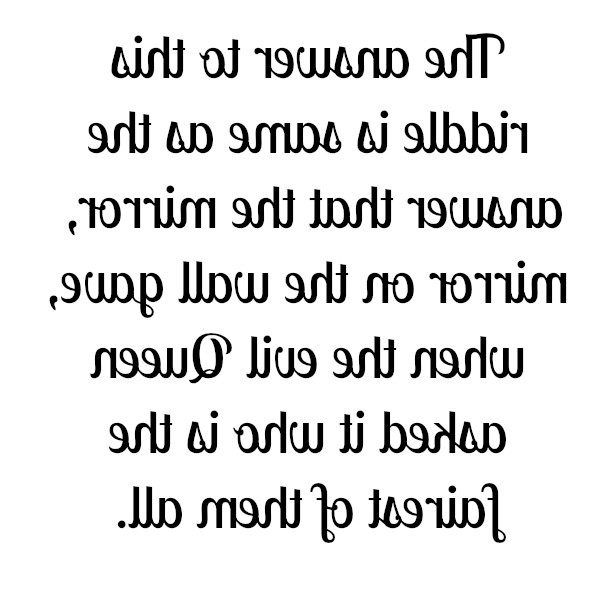 The answer to this
riddle is same as the
answer that the mirror,
mirror on the wall gave,
when the evil Queen
asked it who is the
fairest of them all.